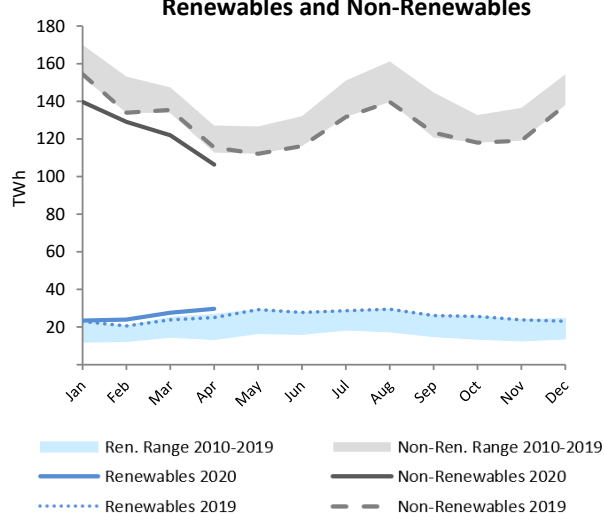 Renewables and Non-Renewables
180
160
140
120
100
80
60
40
20
TWh
Jan Feb Mar Apr May Jun Jul Aug Sep Oct Nov Dec
Ren. Range 2010-2019 Non-Ren. Range 2010-2019
Renewables 2020 Non-Renewables 2020
Renewables 2019 Non-Renewables 2019